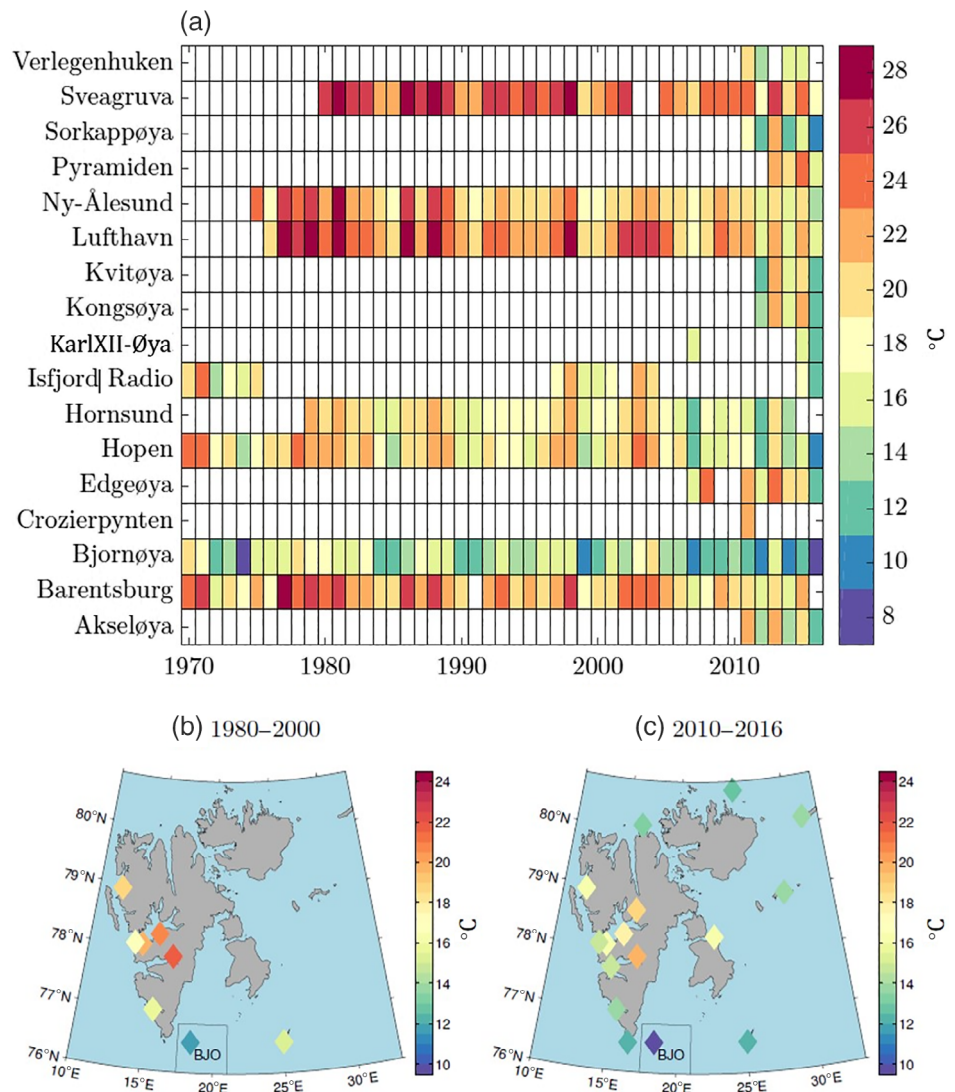 (a)
Verlegenhuken
Sveagruva
Sorkappøya
Pyramiden
Ny-Ålesund
Lufthavn
Kvitøya
Kongsøya
KarlXII-Øya
Isfjord| Radio
Hornsund
Hopen
Edgeøya
Crozierpynten
Bjornøya
Barentsburg
Akseløya
1970 1980 1990 2000 2010
28
26
24
22
20
18
16
14
12
10
8
°C
(b) 1980–2000
80°N
79°N
78°N
77°N
76°N
10°E
15°E
20°E
25°E
30°E
BJO
24
22
20
18
16
14
12
10
°C
(c) 2010–2016
80°N
79°N
78°N
77°N
76°N
10°E
15°E
20°E
25°E
30°E
BJO
24
22
20
18
16
14
12
10
°C